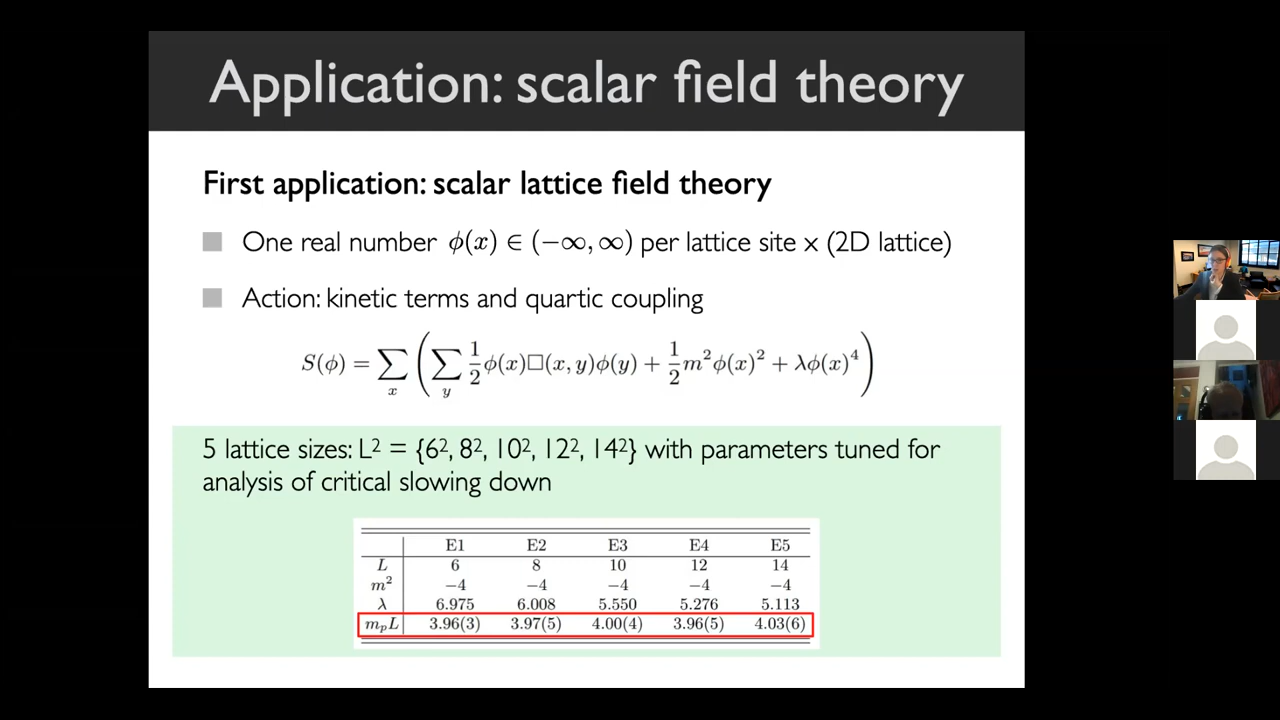 Application: scalar field theory
First application: scalar lattice field theory
One real number ϕ(x) ∈ (−∞, ∞) per lattice site x (2D lattice)
Action: kinetic terms and quartic coupling
S(ϕ) = ∑_x ( ∑_y 1/2 ϕ(x)□(x, y)ϕ(y) + 1/2 m²ϕ(x)² + λϕ(x)⁴ )
5 lattice sizes: L² = {6², 8², 10², 12², 14²} with parameters tuned for
analysis of critical slowing down
E1 E2 E3 E4 E5
L 6 8 10 12 14
m² −4 −4 −4 −4 −4
λ 6.975 6.008 5.550 5.276 5.113
m_pL 3.96(3) 3.97(5) 4.00(4) 3.96(5) 4.03(6)